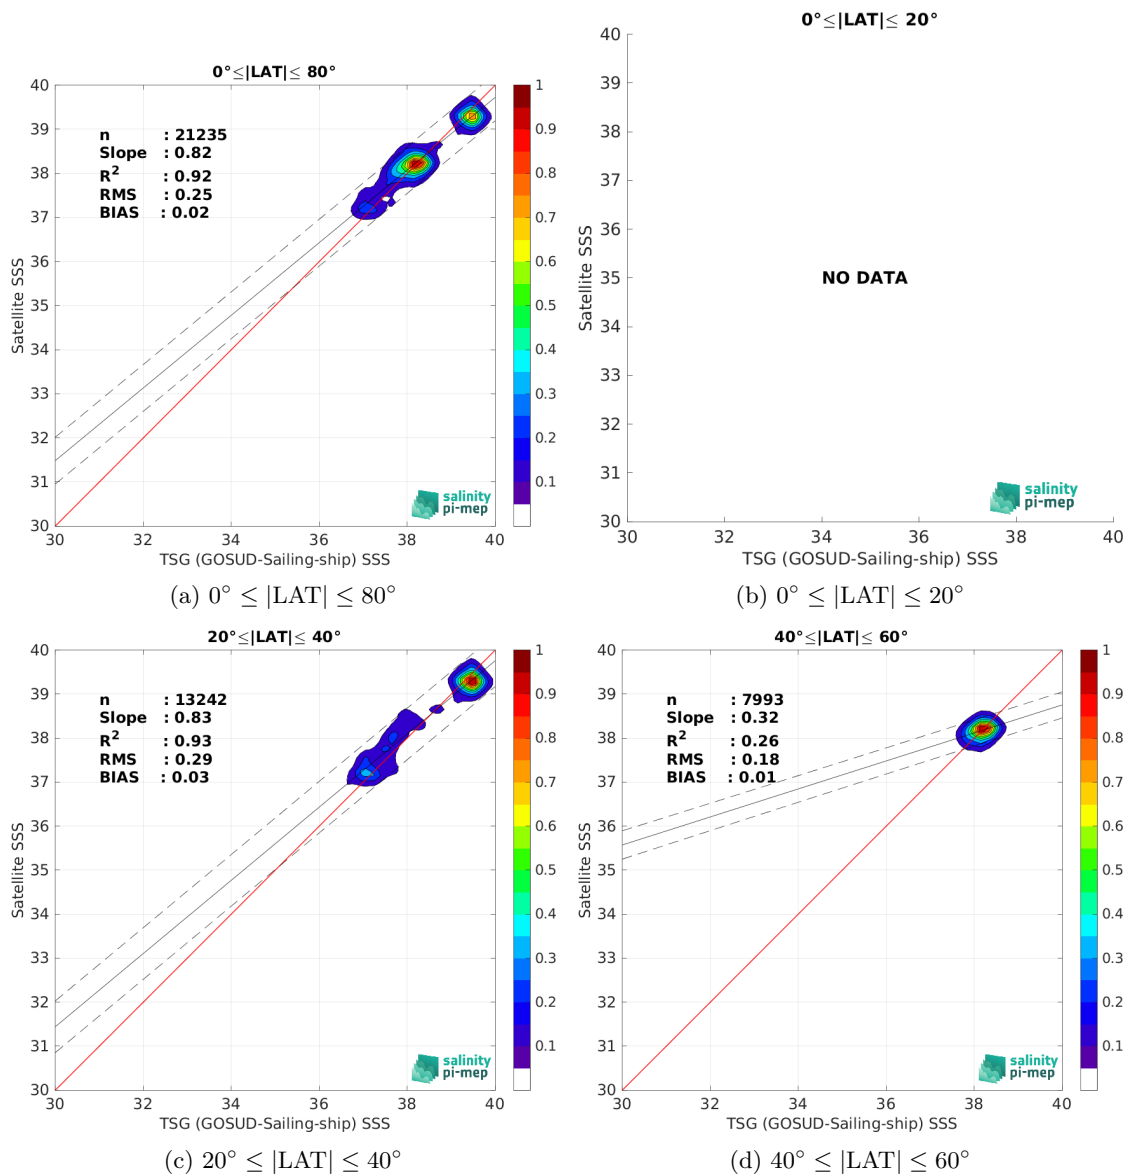 0°≤|LAT|≤ 80°
40
39
38
37
36
35
34
33
32
31
30
Satellite SSS
n : 21235
Slope : 0.82
R² : 0.92
RMS : 0.25
BIAS : 0.02
salinity
pi-mep
30 32 34 36 38 40
TSG (GOSUD-Sailing-ship) SSS
1
0.9
0.8
0.7
0.6
0.5
0.4
0.3
0.2
0.1
(a) 0° ≤ |LAT| ≤ 80°
0°≤|LAT|≤ 20°
40
39
38
37
36
35
34
33
32
31
30
Satellite SSS
NO DATA
salinity
pi-mep
30 32 34 36 38 40
TSG (GOSUD-Sailing-ship) SSS
(b) 0° ≤ |LAT| ≤ 20°
20°≤|LAT|≤ 40°
40
39
38
37
36
35
34
33
32
31
30
Satellite SSS
n : 13242
Slope : 0.83
R² : 0.93
RMS : 0.29
BIAS : 0.03
salinity
pi-mep
30 32 34 36 38 40
TSG (GOSUD-Sailing-ship) SSS
1
0.9
0.8
0.7
0.6
0.5
0.4
0.3
0.2
0.1
(c) 20° ≤ |LAT| ≤ 40°
40°≤|LAT|≤ 60°
40
39
38
37
36
35
34
33
32
31
30
Satellite SSS
n : 7993
Slope : 0.32
R² : 0.26
RMS : 0.18
BIAS : 0.01
salinity
pi-mep
30 32 34 36 38 40
TSG (GOSUD-Sailing-ship) SSS
1
0.9
0.8
0.7
0.6
0.5
0.4
0.3
0.2
0.1
(d) 40° ≤ |LAT| ≤ 60°